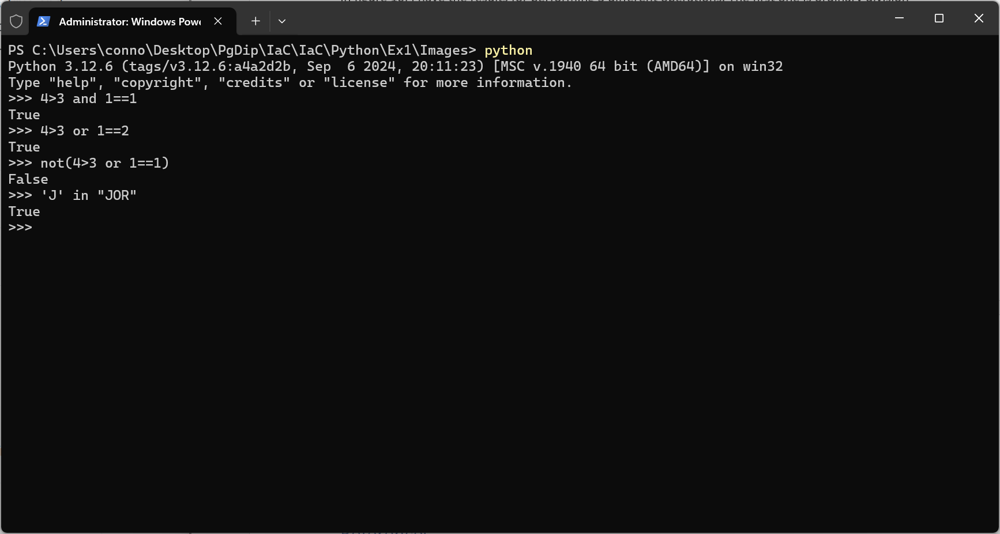 Administrator: Windows Powe
PS C:\Users\conno\Desktop\PgDip\IaC\IaC\Python\Ex1\Images> python
Python 3.12.6 (tags/v3.12.6:a4a2d2b, Sep  6 2024, 20:11:23) [MSC v.1940 64 bit (AMD64)] on win32
Type "help", "copyright", "credits" or "license" for more information.
>>> 4>3 and 1==1
True
>>> 4>3 or 1==2
True
>>> not(4>3 or 1==1)
False
>>> 'J' in "JOR"
True
>>>